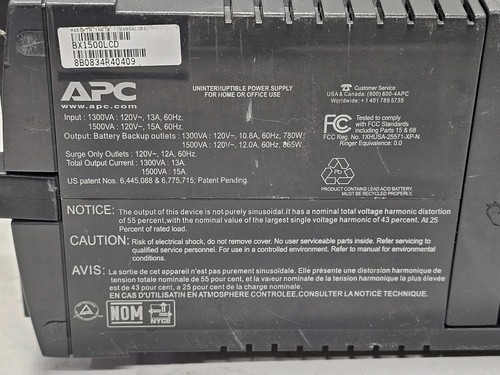 BX1500LCD
8B0834R40409
APC
www.apc.com
UNINTERRUPTIBLE POWER SUPPLY
FOR HOME OR OFFICE USE
Customer Service
USA & Canada: (800) 800-4APC
Worldwide: + 1 401 789 5735
Input : 1300VA : 120V~, 13A, 60Hz.
1500VA : 120V~, 15A, 60Hz.
Output: Battery Backup outlets : 1300VA : 120V~, 10.8A, 60Hz, 780W.
1500VA : 120V~, 12.0A, 60Hz, 865W.
Surge Only Outlets : 120V~, 12A, 60Hz.
Total Output Current : 1300VA : 13A.
1500VA : 15A.
US patent Nos. 6,445,088 & 6,775,715; Patent Pending.
FC Tested to comply
with FCC Standards
including Parts 15 & 68
FCC Reg. No. 1XHUSA-25571-XP-N
Ringer Equivalence: 0.0
Pb
PRODUCT CONTAINS LEAD ACID BATTERY.
MUST BE RECYCLED PROPERLY.
NOTICE: The output of this device is not purely sinusoidal. It has a nominal total voltage harmonic distortion
of 55 percent, with the nominal value of the largest single voltage harmonic of 43 percent. At 25
Percent of rated load.
CAUTION: Risk of electrical shock, do not remove cover. No user serviceable parts inside. Refer servicing to
qualified service personnel. For use in a controlled environment. Refer to manual for environmental
conditions.
AVIS: La sortie de cet appareil n'est pas purement sinusoidale. Elle présente une distorsion harmonique de
tension totale nominale de 55 pour cent, et la vaeur nominale de la tension harmonique la plus élevée
est de 43 pour cent, a 25 pour cent de la charge nominale.
EN CAS D'UTILISATIN EN ATMOSPHERE CONTROLEE, CONSULTER LA NOTICE TECHNIQUE.
NOM
NYCE